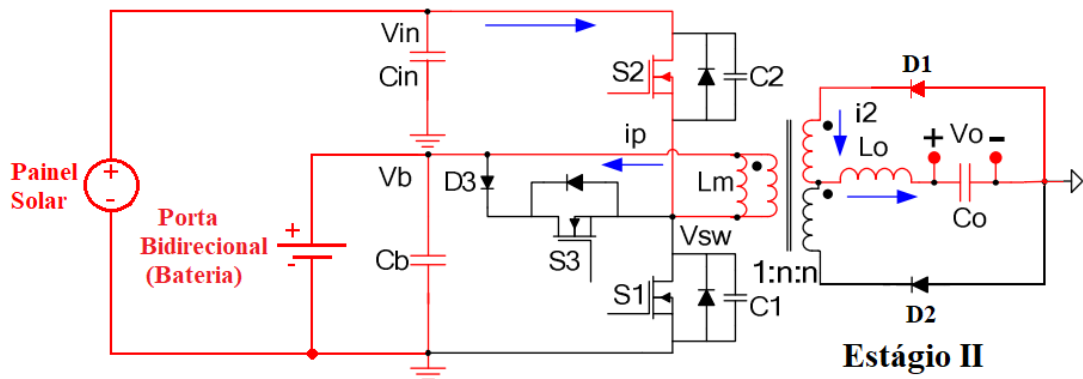 Vin
Cin
S2
C2
D1
i2
Lo
+ Vo -
Co
ip
Painel
Solar
+
-
Vb
D3
Lm
Porta
Bidirecional
(Bateria)
+
-
Cb
S3
Vsw
S1
C1
1:n:n
D2
Estágio II